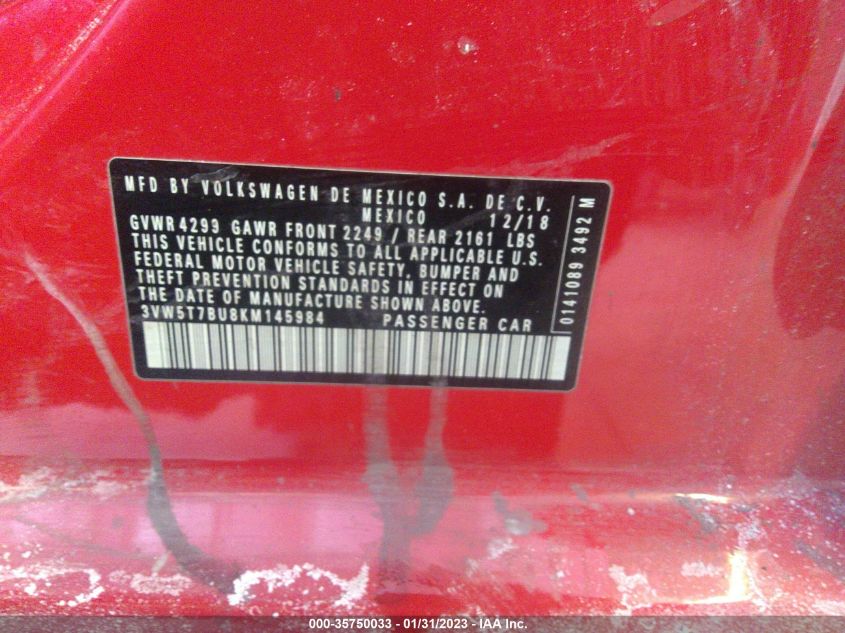 MFD BY VOLKSWAGEN DE MEXICO S.A. DE C.V.
MEXICO 12/18
GVWR 4299 GAWR FRONT 2249 / REAR 2161 LBS
THIS VEHICLE CONFORMS TO ALL APPLICABLE U.S.
FEDERAL MOTOR VEHICLE SAFETY, BUMPER AND
THEFT PREVENTION STANDARDS IN EFFECT ON
THE DATE OF MANUFACTURE SHOWN ABOVE.
3VW5T7BU8KM145984 PASSENGER CAR
0141089 3492 M
000-35750033 - 01/31/2023 - © IAA Inc.